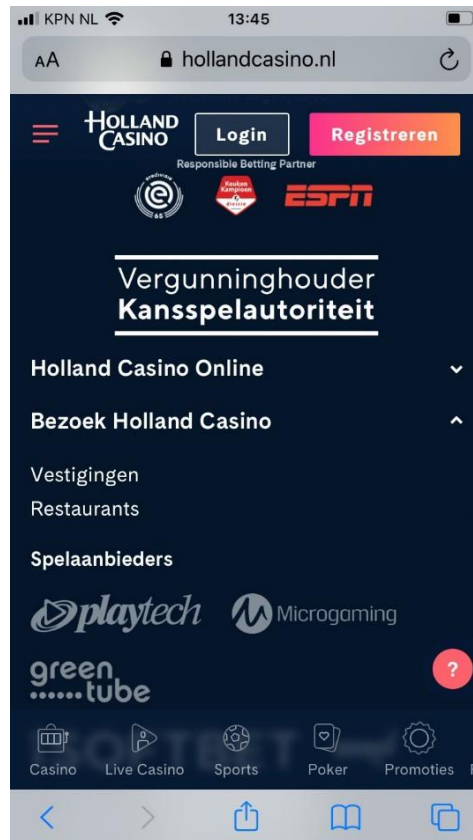 KPN NL 13:45
AA hollandcasino.nl
HOLLAND CASINO Login Registreren
Responsible Betting Partner
eredivisie
Keuken Kampioen divisie ESPN
Vergunninghouder
Kansspelautoriteit
Holland Casino Online
Bezoek Holland Casino
Vestigingen
Restaurants
Spelaanbieders
playtech Microgaming
green
tube
?
Casino Live Casino Sports Poker Promoties